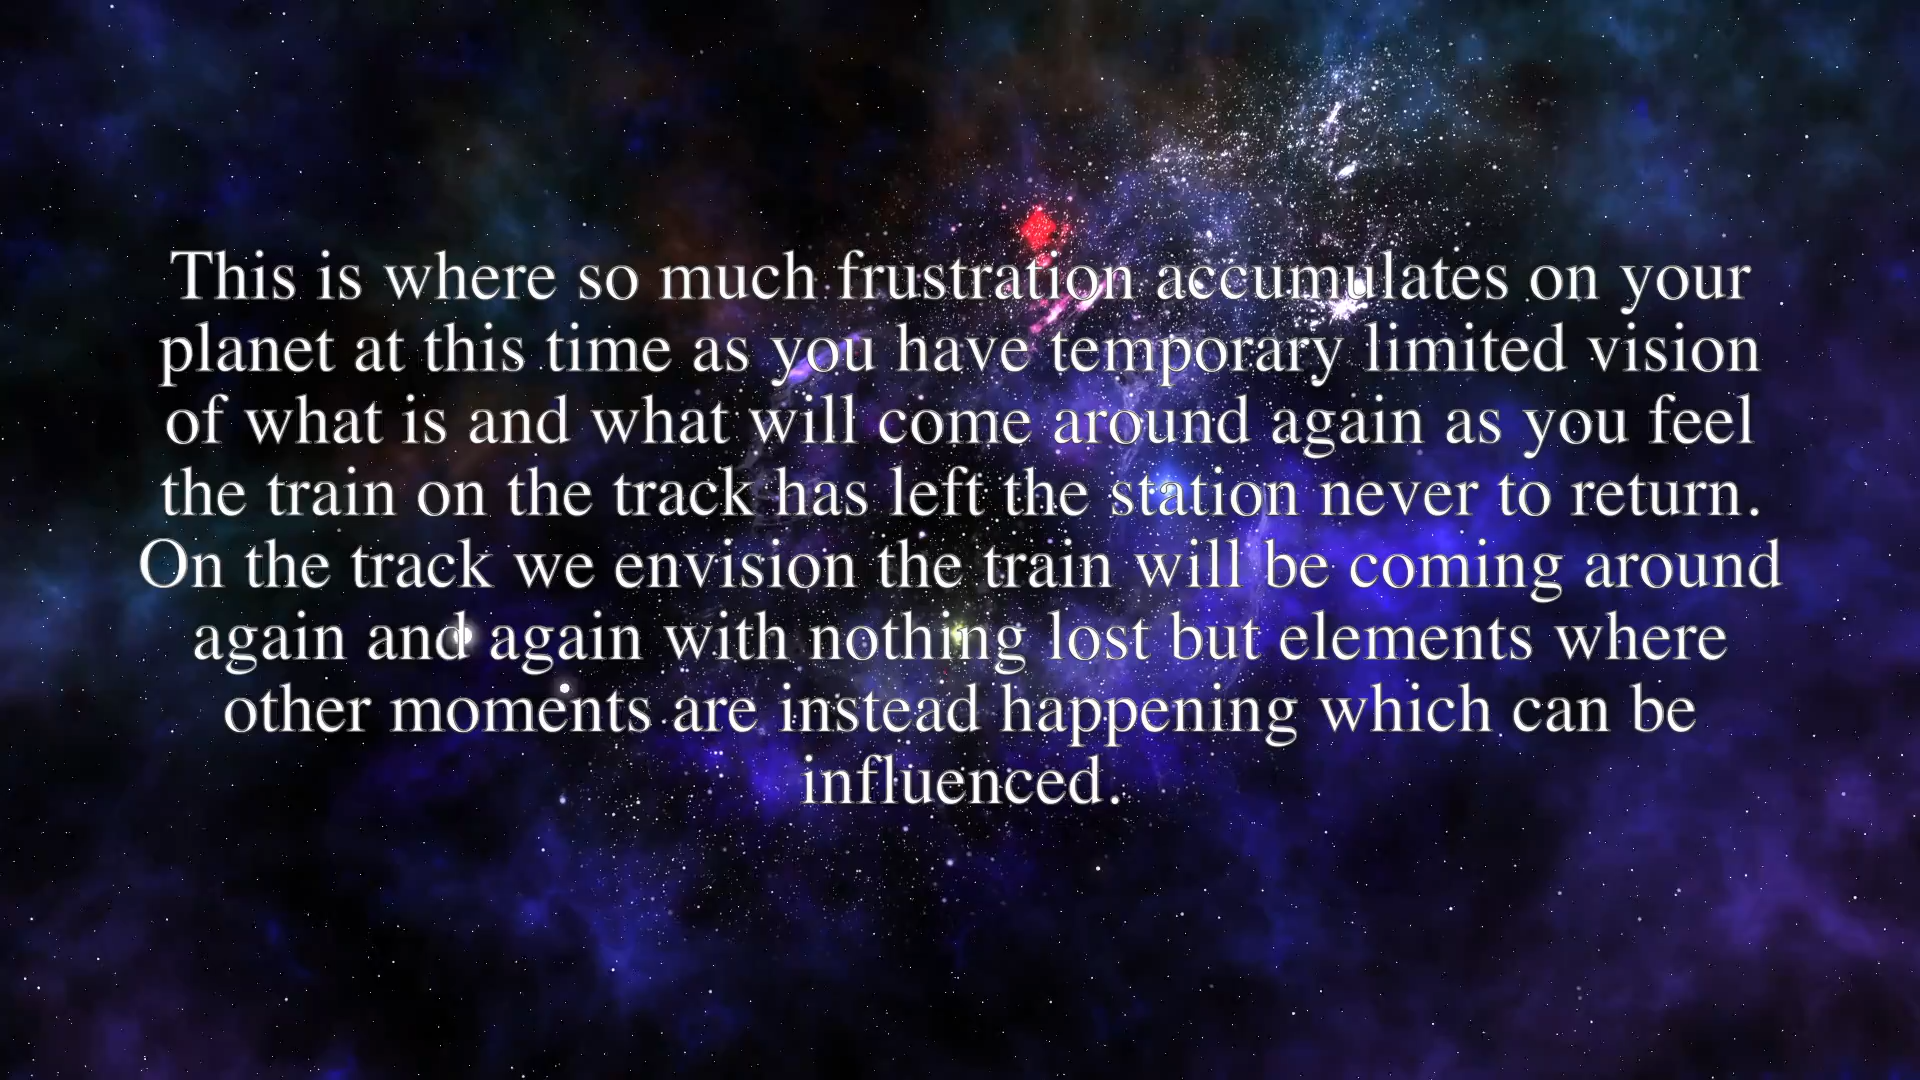 This is where so much frustration accumulates on your
planet at this time as you have temporary limited vision
of what is and what will come around again as you feel
the train on the track has left the station never to return.
On the track we envision the train will be coming around
again and again with nothing lost but elements where
other moments are instead happening which can be
influenced.